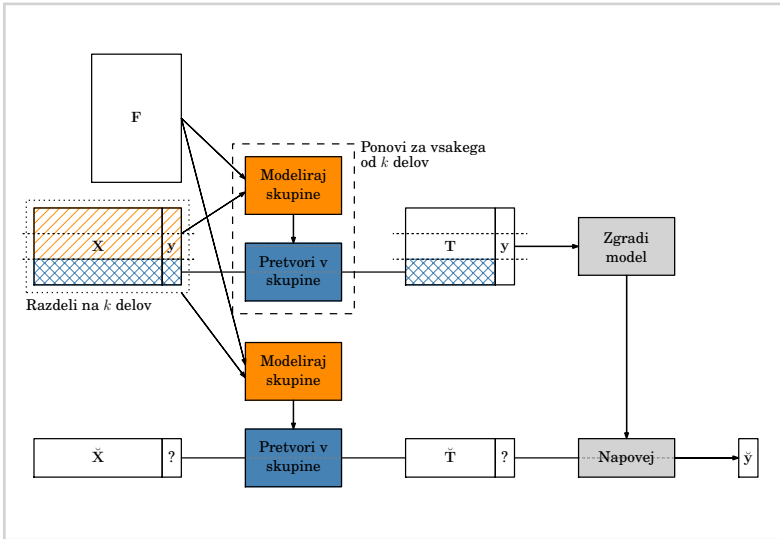 F
Ponovi za vsakega
od k delov
Modeliraj
skupine
X y
Pretvori v
skupine
T y
Zgradi
model
Razdeli na k delov
Modeliraj
skupine
X̆ ?
Pretvori v
skupine
T̆ ?
Napovej
y̆